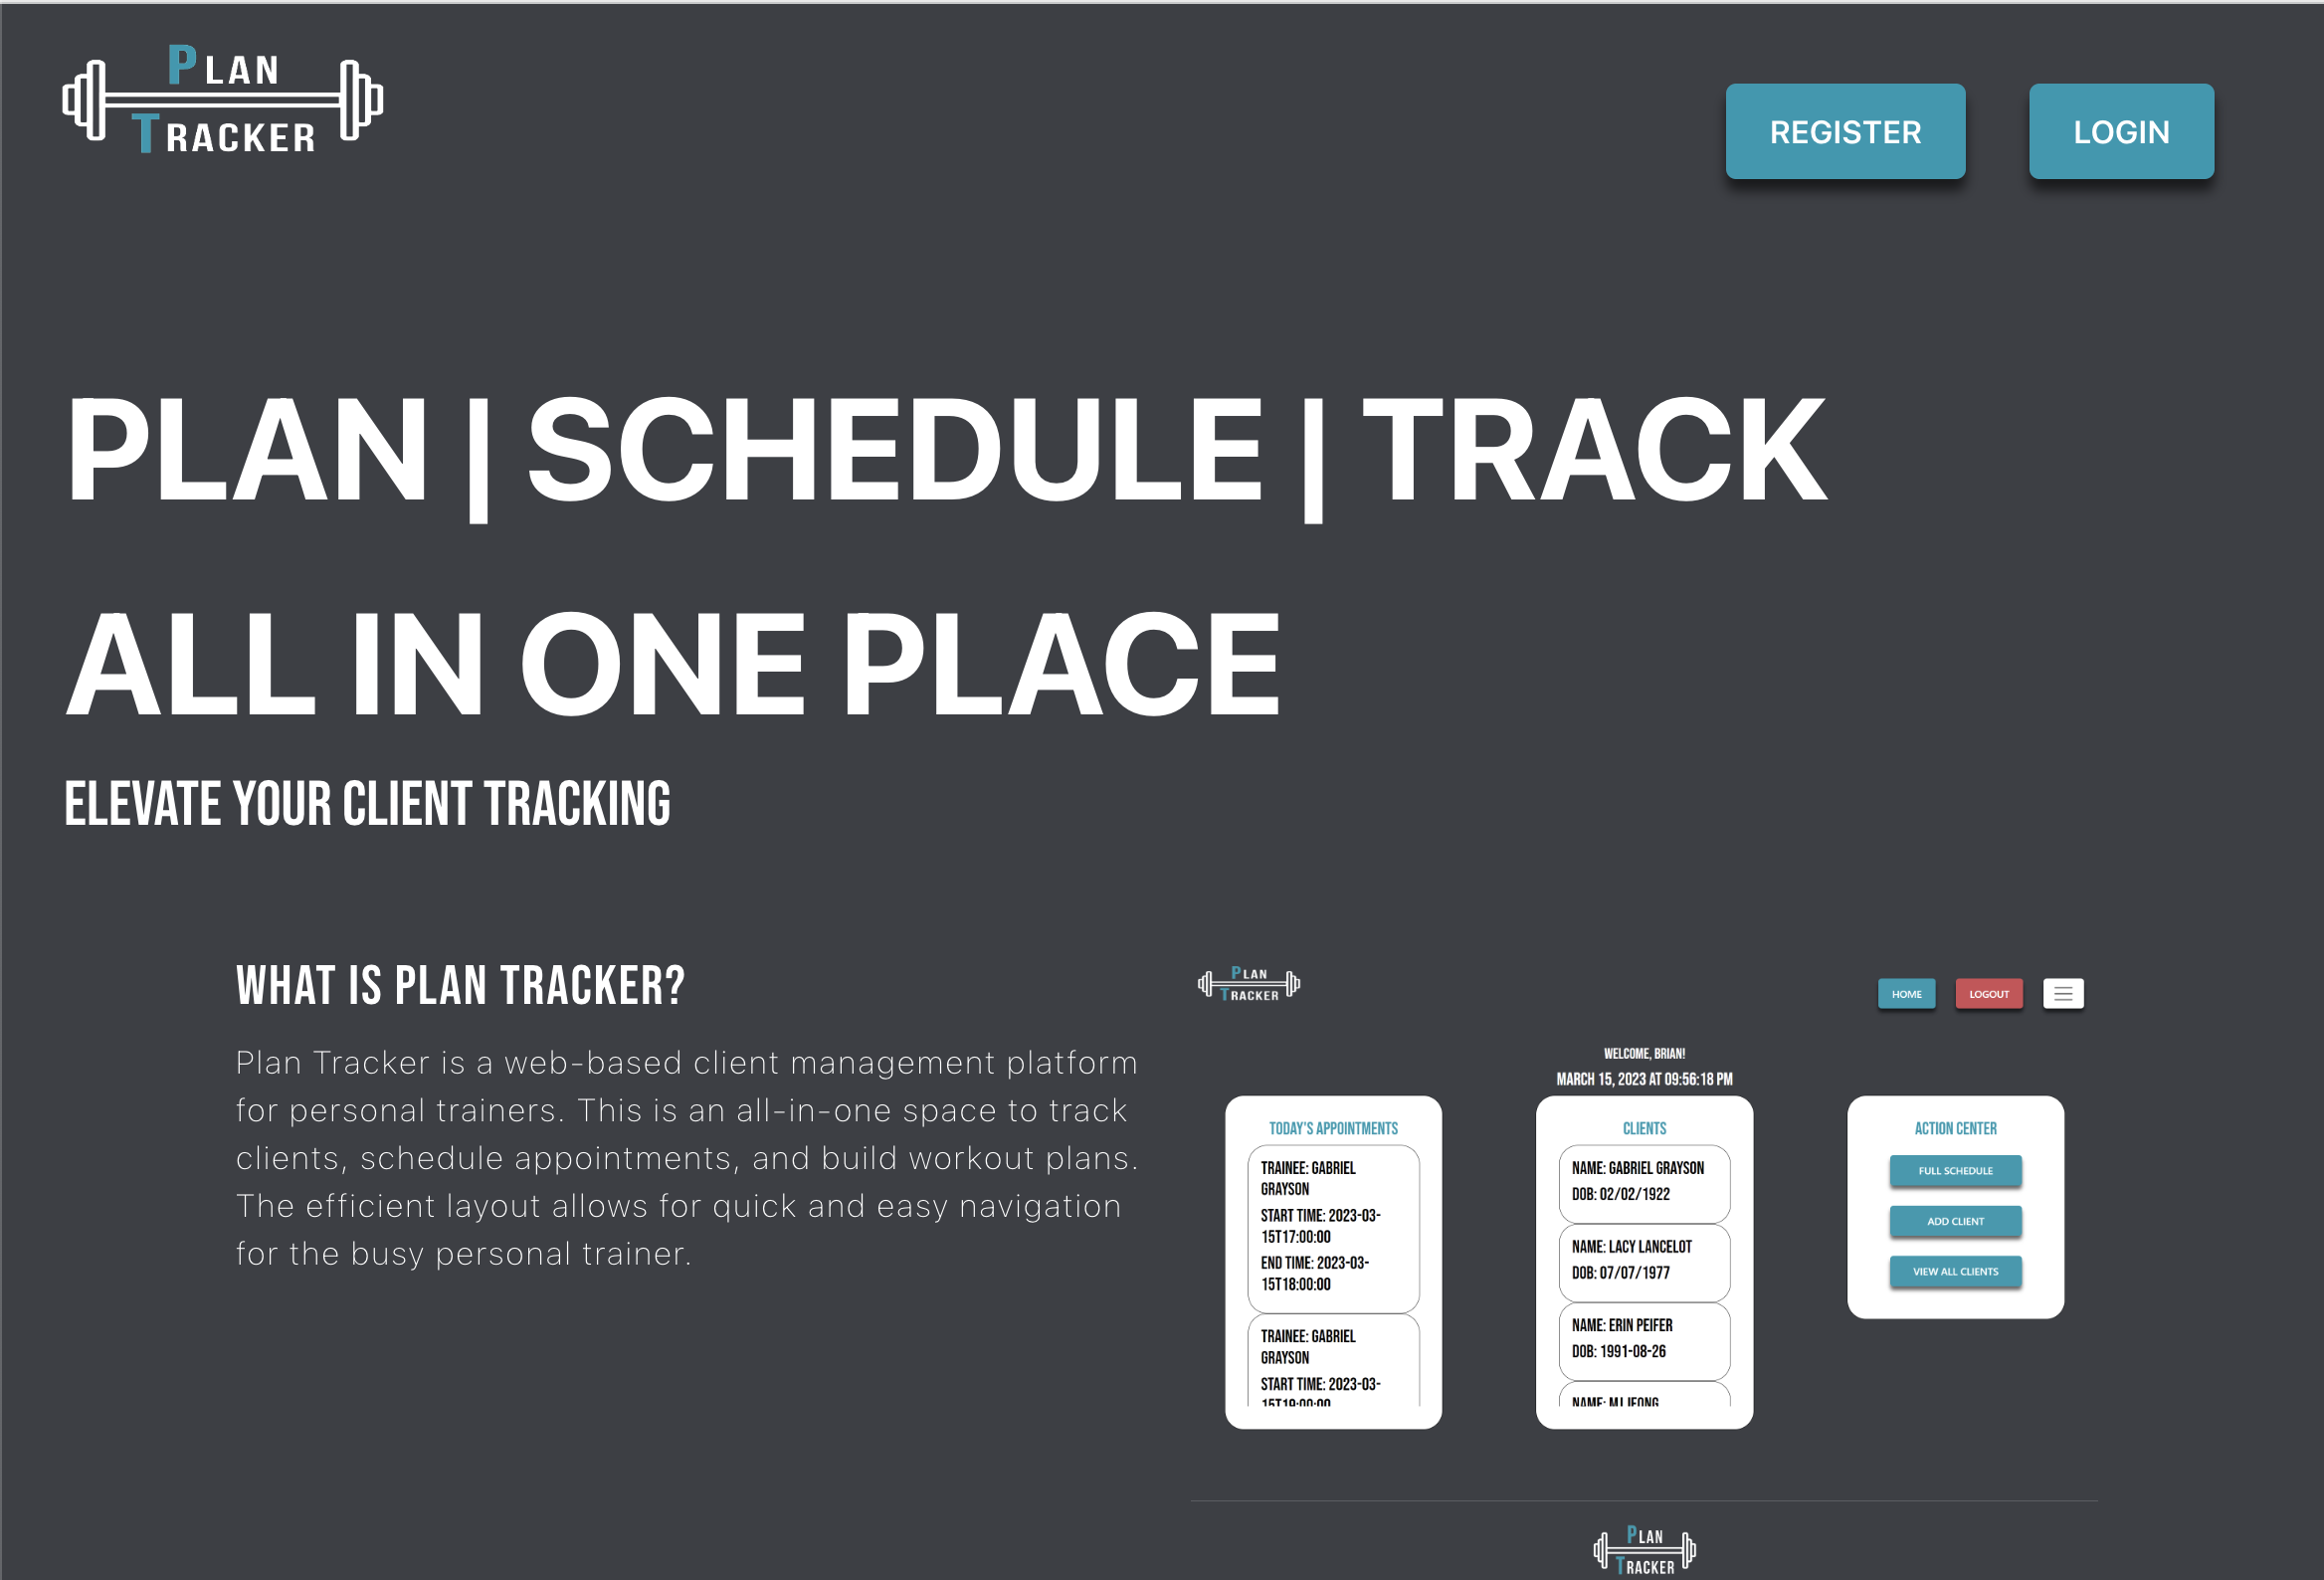 PLAN
TRACKER
REGISTER
LOGIN
PLAN | SCHEDULE | TRACK
ALL IN ONE PLACE
ELEVATE YOUR CLIENT TRACKING
WHAT IS PLAN TRACKER?
Plan Tracker is a web-based client management platform
for personal trainers. This is an all-in-one space to track
clients, schedule appointments, and build workout plans.
The efficient layout allows for quick and easy navigation
for the busy personal trainer.
PLAN
TRACKER
HOME
LOGOUT
WELCOME, BRIAN!
MARCH 15, 2023 AT 09:56:18 PM
TODAY'S APPOINTMENTS
TRAINEE: GABRIEL
GRAYSON
START TIME: 2023-03-
15T17:00:00
END TIME: 2023-03-
15T18:00:00
TRAINEE: GABRIEL
GRAYSON
START TIME: 2023-03-
CLIENTS
NAME: GABRIEL GRAYSON
DOB: 02/02/1922
NAME: LACY LANCELOT
DOB: 07/07/1977
NAME: ERIN PEIFER
DOB: 1991-08-26
NAME:
ACTION CENTER
FULL SCHEDULE
ADD CLIENT
VIEW ALL CLIENTS
PLAN
TRACKER